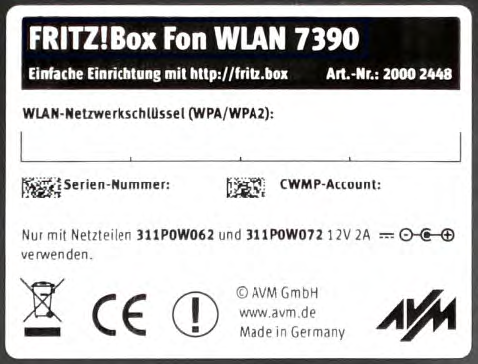 FRITZ!Box Fon WLAN 7390
Einfache Einrichtung mit http://fritz.box Art.-Nr.: 2000 2448
WLAN-Netzwerkschlüssel (WPA/WPA2):
Serien-Nummer: CWMP-Account:
Nur mit Netzteilen 311P0W062 und 311P0W072 12V 2A
verwenden.
© AVM GmbH
www.avm.de
Made in Germany
CE
AVM